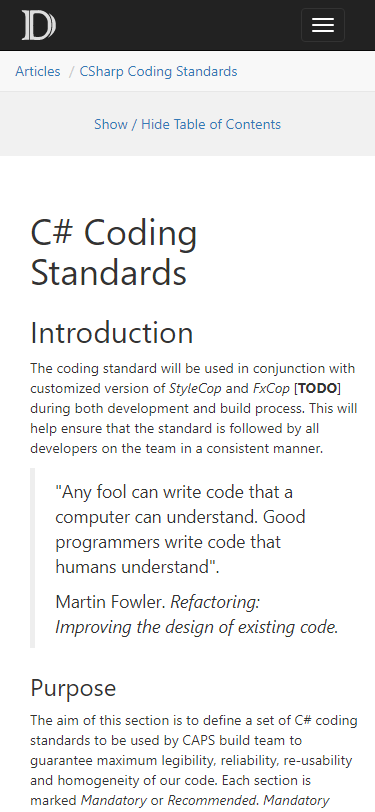 D
Articles / CSharp Coding Standards
Show / Hide Table of Contents
C# Coding
Standards
Introduction
The coding standard will be used in conjunction with
customized version of StyleCop and FxCop [TODO]
during both development and build process. This will
help ensure that the standard is followed by all
developers on the team in a consistent manner.
"Any fool can write code that a
computer can understand. Good
programmers write code that
humans understand".
Martin Fowler. Refactoring:
Improving the design of existing code.
Purpose
The aim of this section is to define a set of C# coding
standards to be used by CAPS build team to
guarantee maximum legibility, reliability, re-usability
and homogeneity of our code. Each section is
marked Mandatory or Recommended. Mandatory